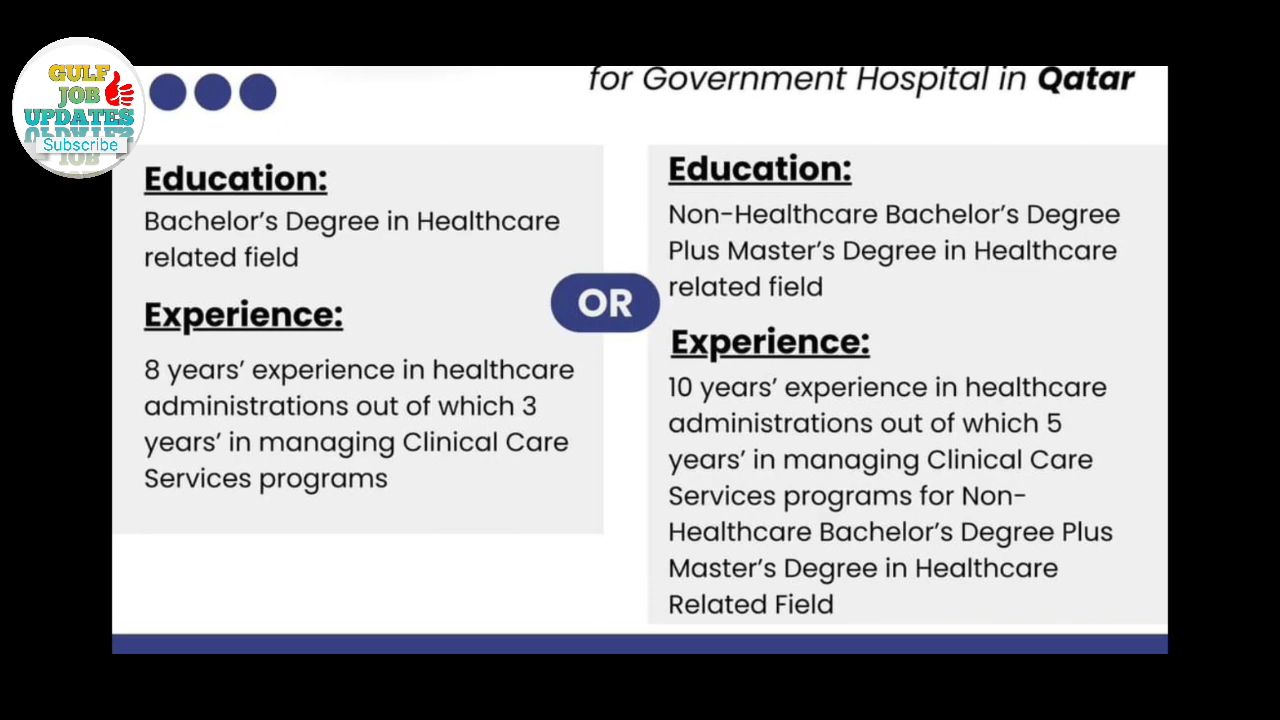 GULF
JOB
UPDATES
Subscribe
JOB
for Government Hospital in Qatar
Education:
Bachelor’s Degree in Healthcare
related field
Experience:
8 years’ experience in healthcare
administrations out of which 3
years’ in managing Clinical Care
Services programs
OR
Education:
Non-Healthcare Bachelor’s Degree
Plus Master’s Degree in Healthcare
related field
Experience:
10 years’ experience in healthcare
administrations out of which 5
years’ in managing Clinical Care
Services programs for Non-
Healthcare Bachelor’s Degree Plus
Master’s Degree in Healthcare
Related Field